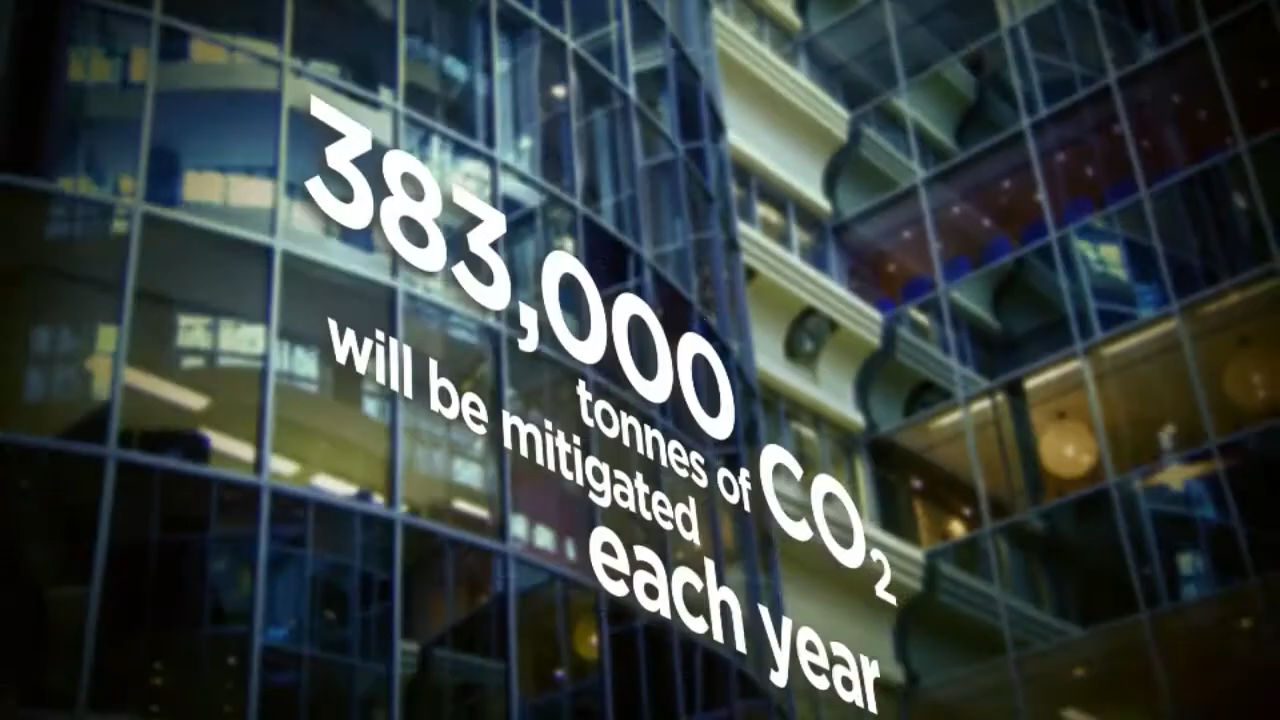 383,000
tonnes of CO₂
will be mitigated
each year